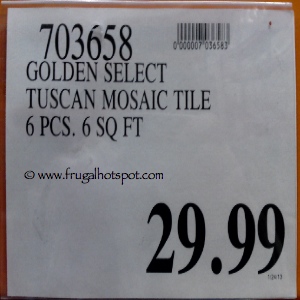 703658
0000007036583
GOLDEN SELECT
TUSCAN MOSAIC TILE
6 PCS. 6 SQ FT
© www.frugalhotspot.com
29.99